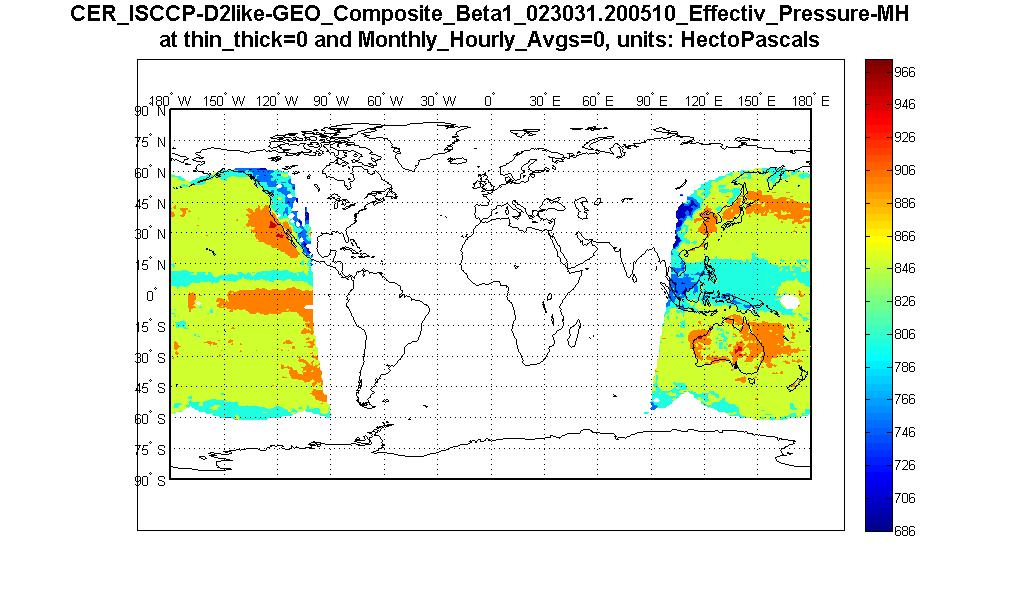 CER_ISCCP-D2like-GEO_Composite_Beta1_023031.200510_Effectiv_Pressure-MH
at thin_thick=0 and Monthly_Hourly_Avgs=0, units: HectoPascals
180° W 150° W 120° W 90° W 60° W 30° W 0° 30° E 60° E 90° E 120° E 150° E 180° E
90° N
75° N
60° N
45° N
30° N
15° N
0°
15° S
30° S
45° S
60° S
75° S
90° S
966
946
926
906
886
866
846
826
806
786
766
746
726
706
686